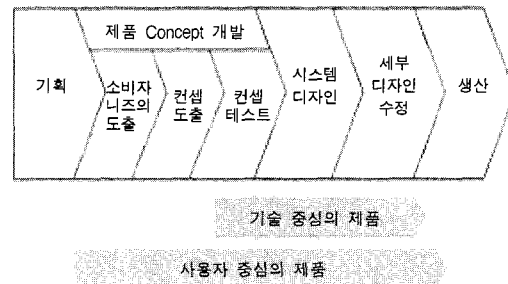 제품 Concept 개발
기획
소비자
니즈의
도출
컨셉
도출
컨셉
테스트
시스템
디자인
세부
디자인
수정
생산
기술 중심의 제품
사용자 중심의 제품